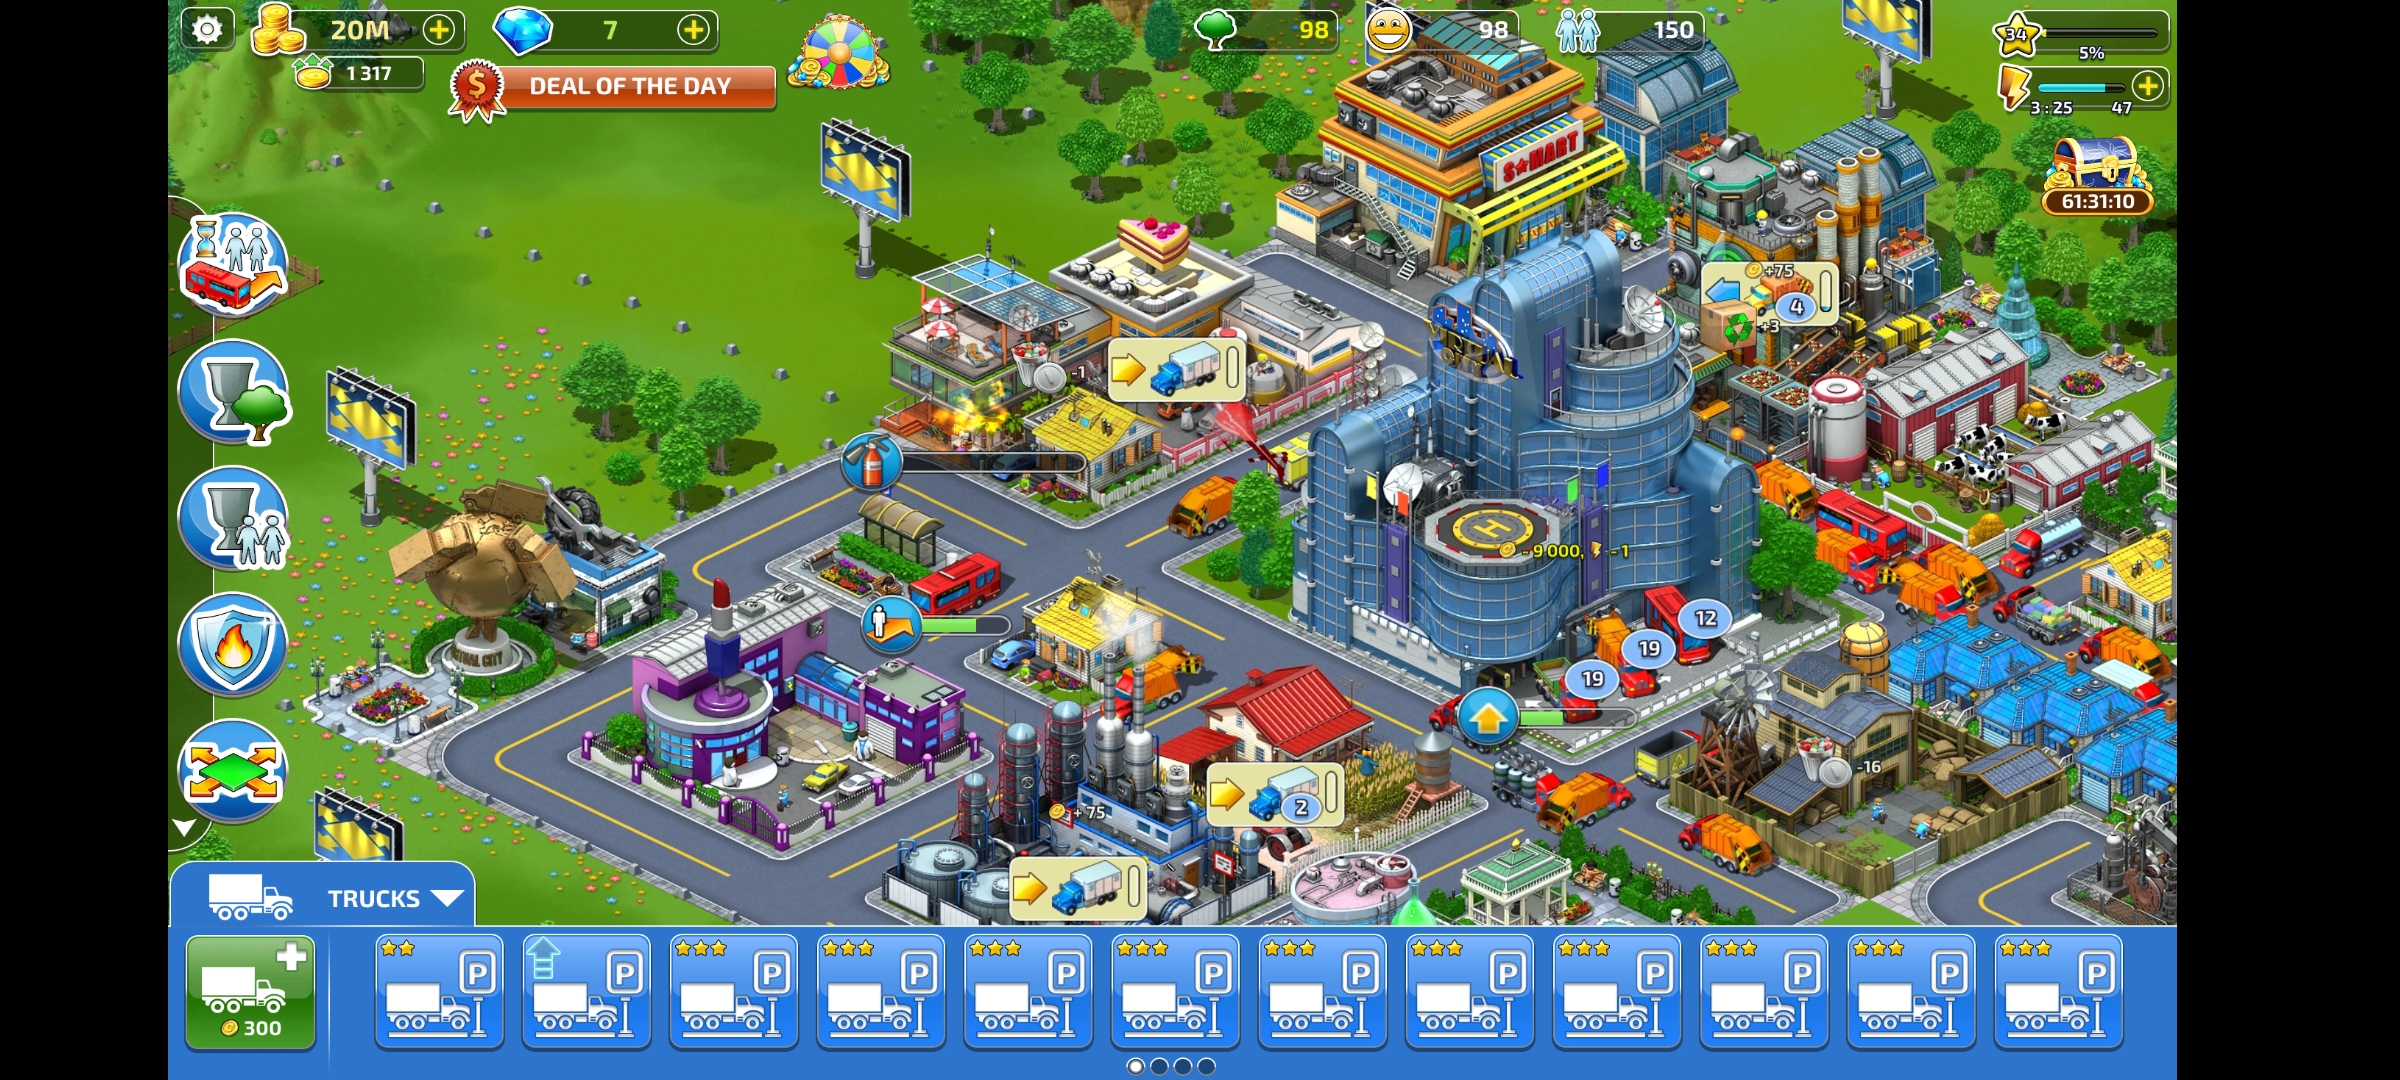 20M
7
98
98
150
34
5%
1 317
DEAL OF THE DAY
3:25
47
61:31:10
S★MART
+75
4
+3
-1
-9 000,
-1
12
19
19
-16
2
+75
TRUCKS
300
P
P
P
P
P
P
P
P
P
P
P
P
H